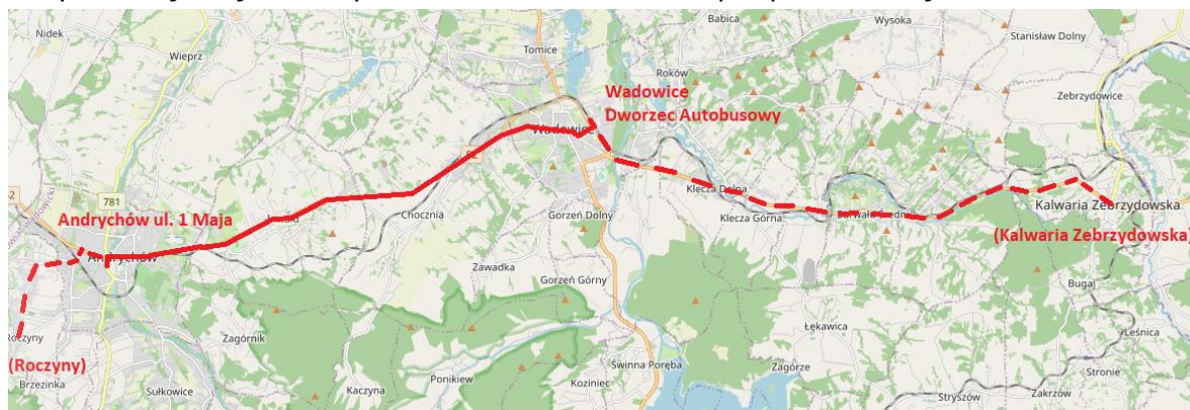 Babica
Wysoka
Stanisław Dolny
Nidek
Wieprz
Tomice
Roków
Zebrzydowice
Wadowice
Dworzec Autobusowy
Wadowice
52
781
Andrychów ul. 1 Maja
Chocznia
Gorzeń Dolny
Klecza Dolna
Klecza Górna
Kalwaria Zebrzydowska
(Kalwaria Zebrzydowska)
Andrychów
Zawadka
Gorzeń Górny
Bugaj
Roczyny
(Roczyny)
Zagórnik
Łękawica
Leśnica
Brzezinka
Sułkowice
Kaczyna
Ponikiew
Koziniec
Świnna Poręba
Zagórze
Stronie
Stryszów
Zakrzów